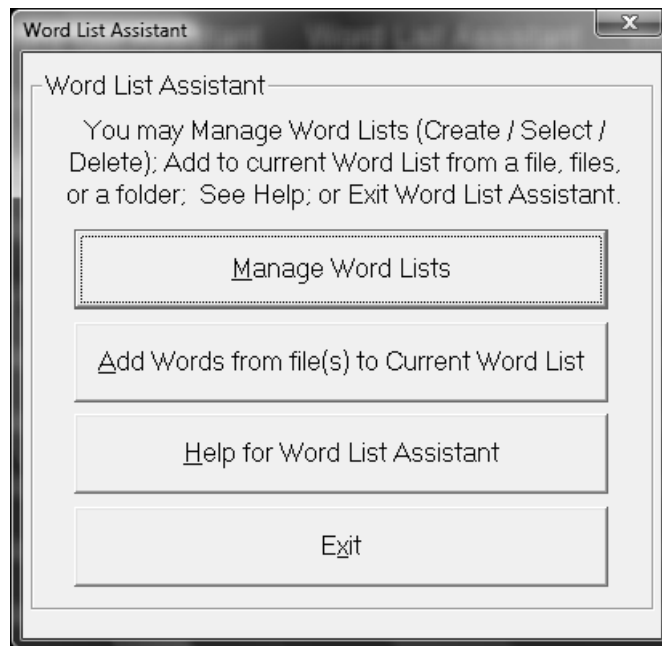 Word List Assistant
x
Word List Assistant
You may Manage Word Lists (Create / Select /
Delete); Add to current Word List from a file, files,
or a folder;  See Help; or Exit Word List Assistant.
Manage Word Lists
Add Words from file(s) to Current Word List
Help for Word List Assistant
Exit